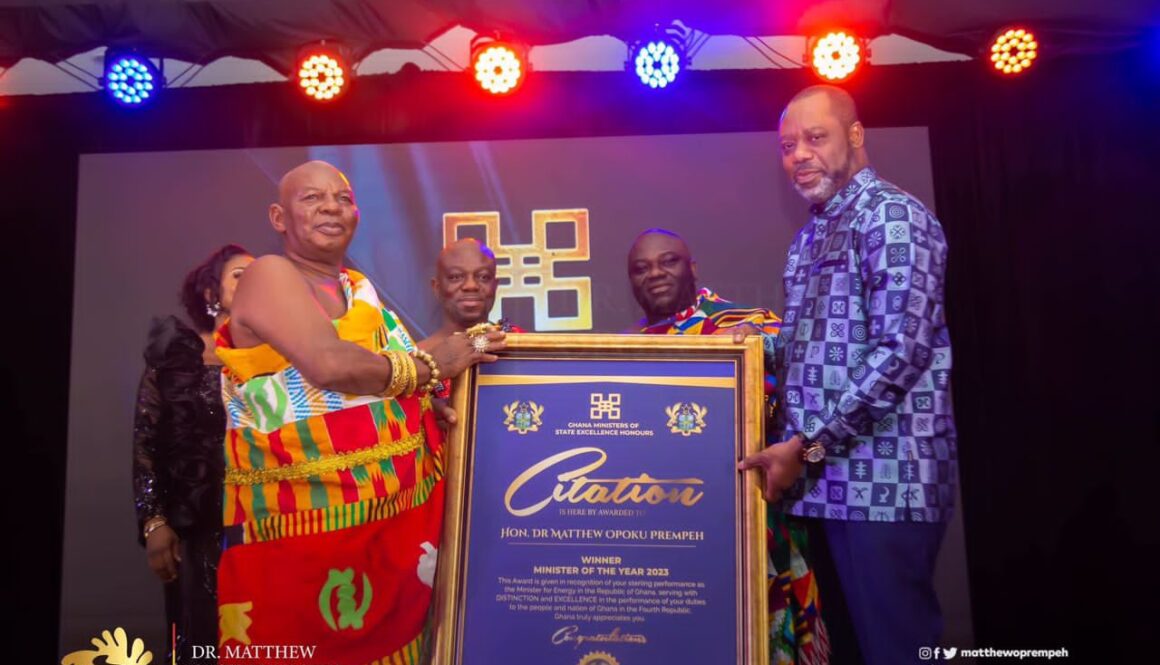 GHANA MINISTERS OF
STATE EXCELLENCE HONOURS
Citation
IS HERE BY AWARDED TO
HON. DR MATTHEW OPOKU PREMPEH
WINNER
MINISTER OF THE YEAR 2023
This Award is given in recognition of your sterling performance as
the Minister for Energy in the Republic of Ghana, serving with
DISTINCTION and EXCELLENCE in the performance of your duties
to the people and nation of Ghana in the Fourth Republic.
Ghana truly appreciates you.
Congratulations
DR. MATTHEW
matthewoprempeh